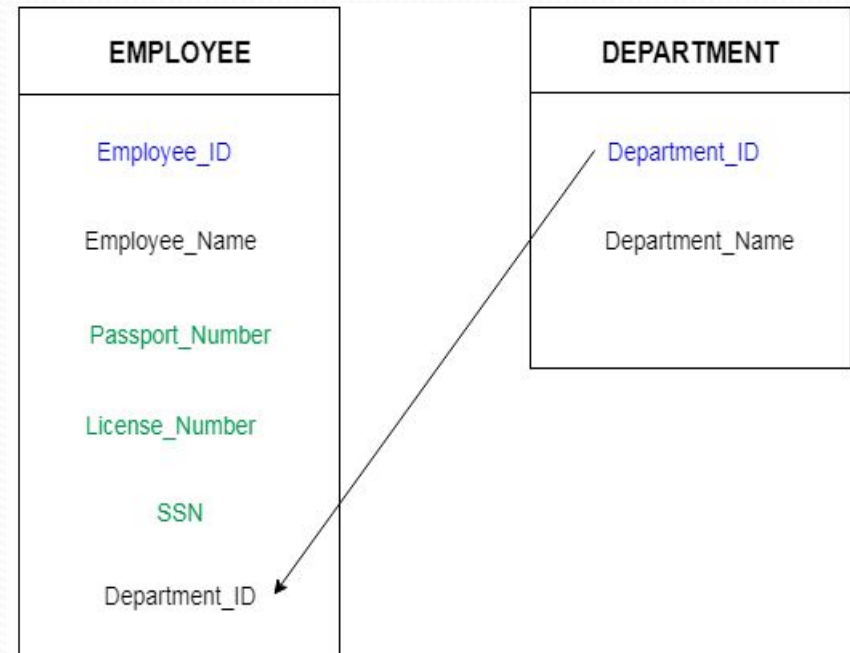 EMPLOYEE
Employee_ID
Employee_Name
Passport_Number
License_Number
SSN
Department_ID
DEPARTMENT
Department_ID
Department_Name